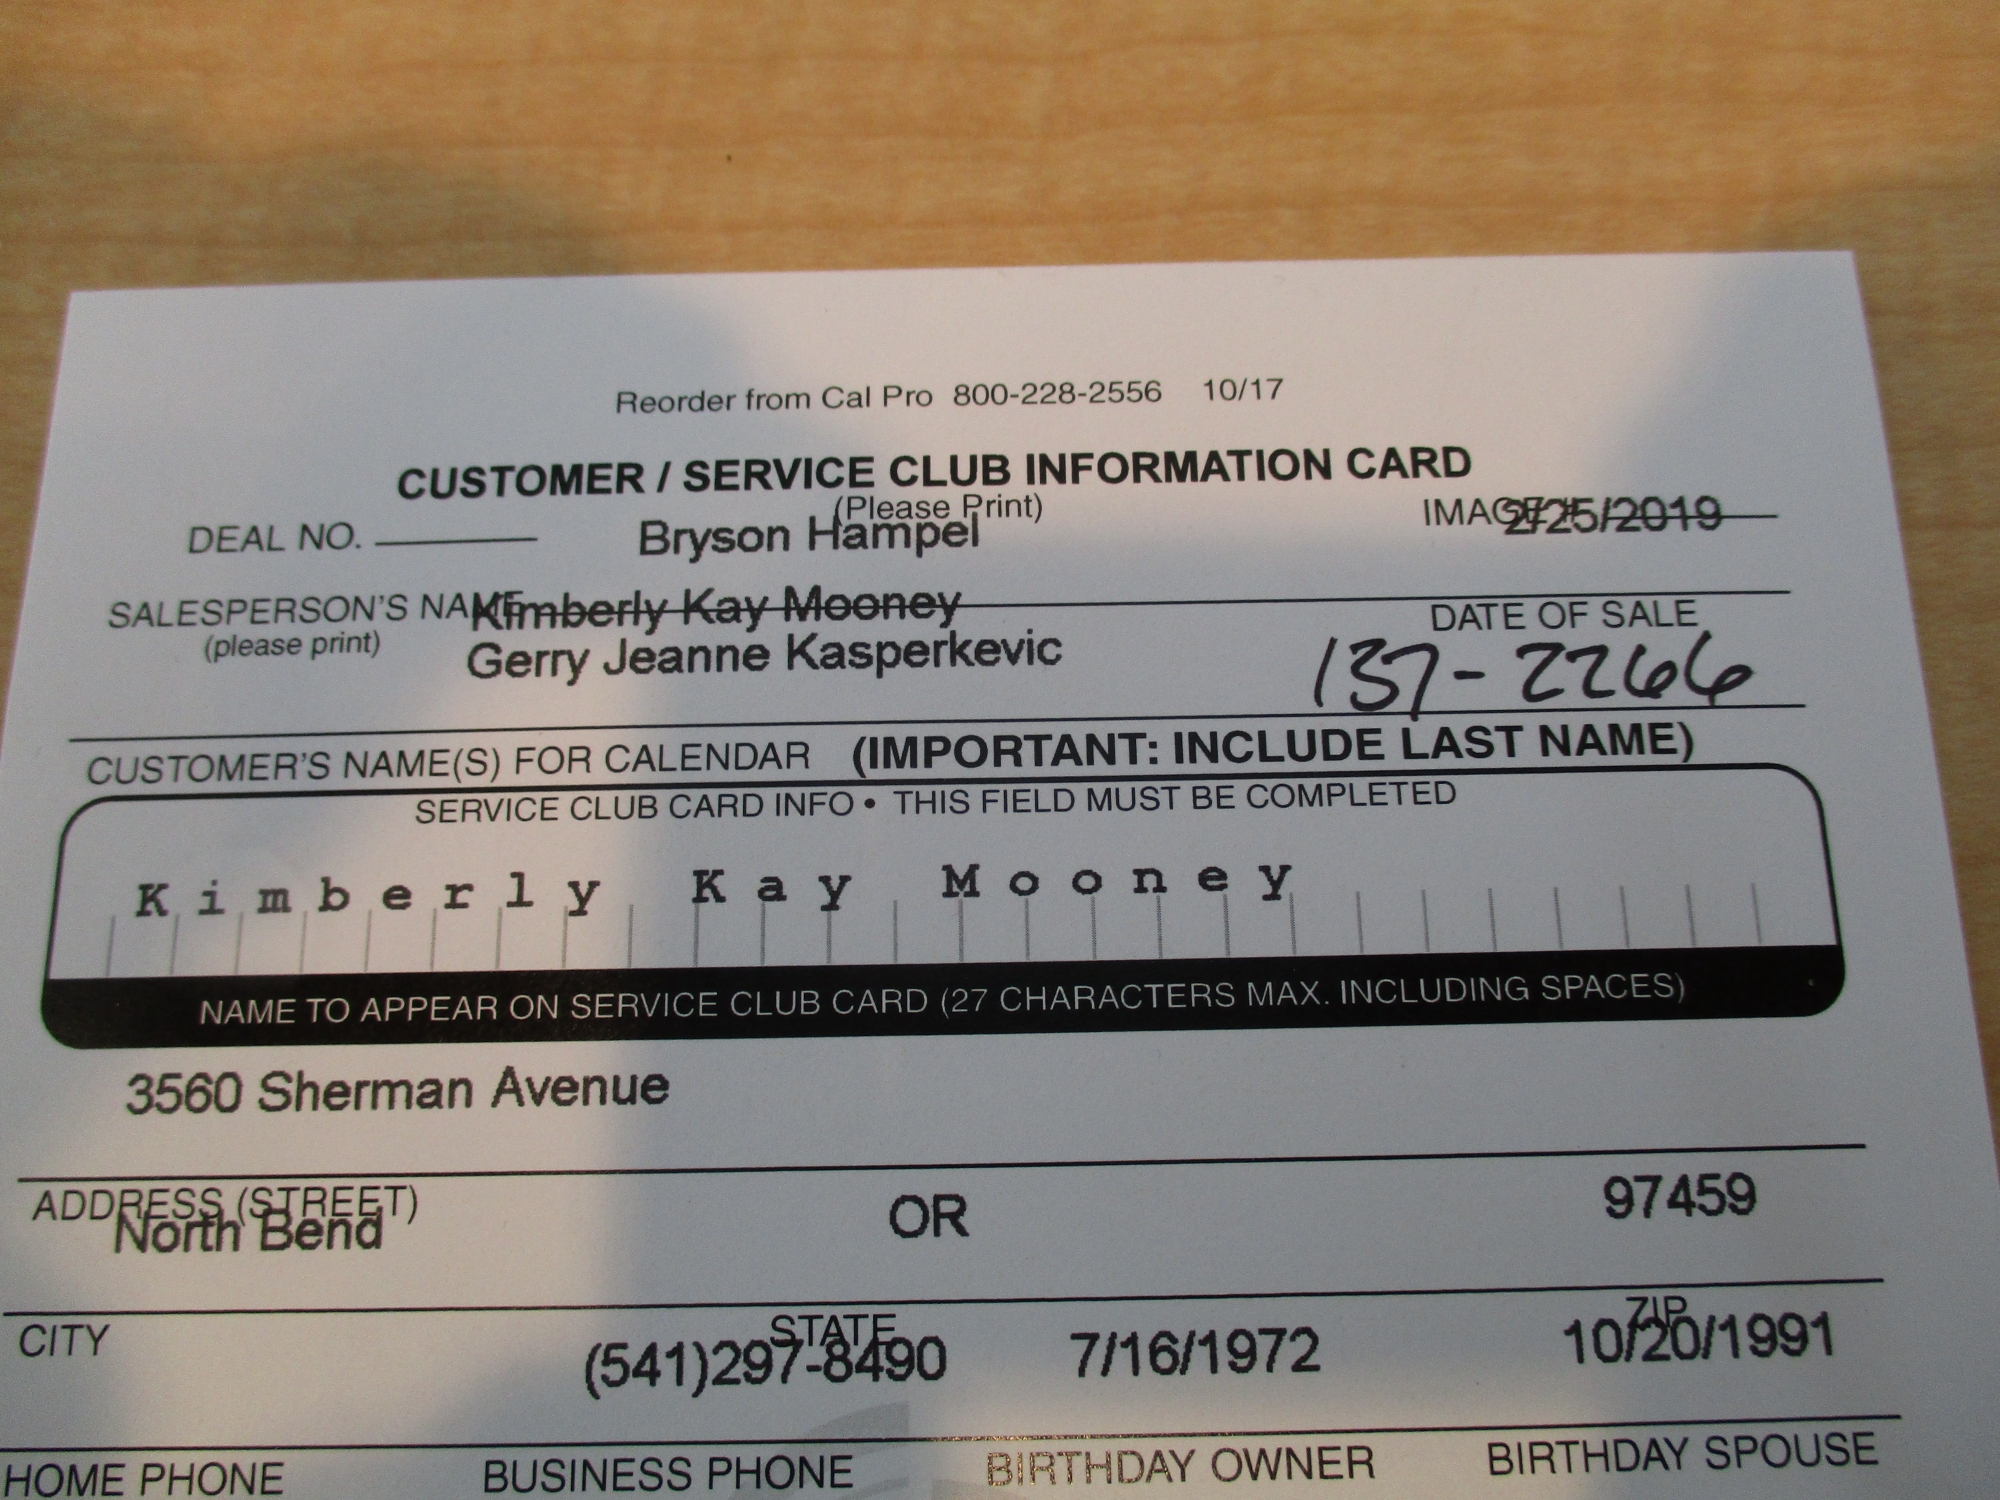 Reorder from Cal Pro 800-228-2556 10/17
CUSTOMER / SERVICE CLUB INFORMATION CARD
(Please Print)
DEAL NO. Bryson Hampel IMAGE # 2/25/2019
SALESPERSON'S NAME Kimberly Kay Mooney DATE OF SALE
(please print) Gerry Jeanne Kasperkevic 137-2266
CUSTOMER'S NAME(S) FOR CALENDAR (IMPORTANT: INCLUDE LAST NAME)
SERVICE CLUB CARD INFO • THIS FIELD MUST BE COMPLETED
Kimberly Kay Mooney
NAME TO APPEAR ON SERVICE CLUB CARD (27 CHARACTERS MAX. INCLUDING SPACES)
3560 Sherman Avenue
ADDRESS (STREET)
North Bend OR 97459
CITY STATE ZIP
(541)297-8490 7/16/1972 10/20/1991
HOME PHONE BUSINESS PHONE BIRTHDAY OWNER BIRTHDAY SPOUSE